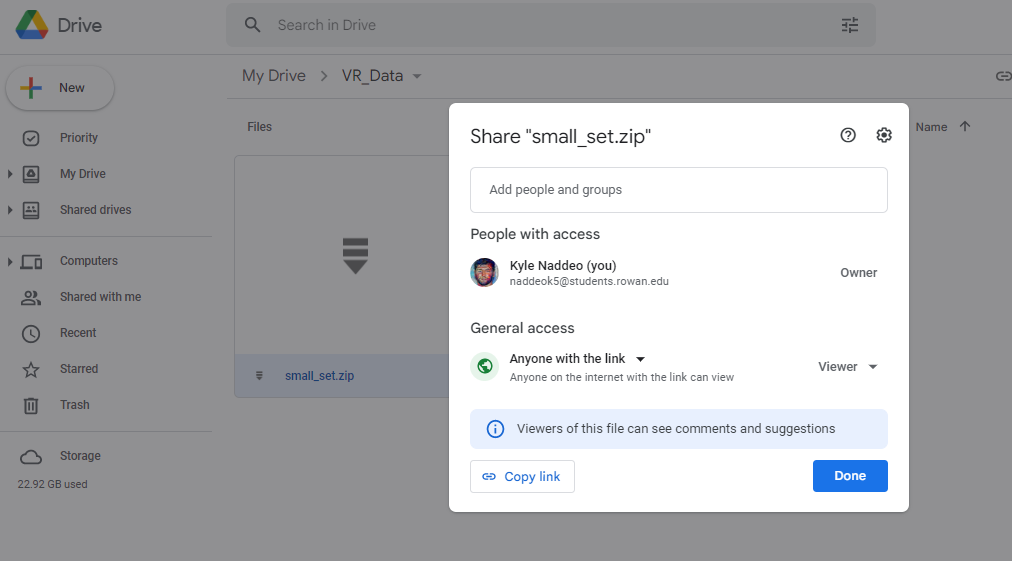 Drive
Search in Drive
New
Priority
My Drive
Shared drives
Computers
Shared with me
Recent
Starred
Trash
Storage
22.92 GB used
My Drive > VR_Data
Files
Name
small_set.zip
Share "small_set.zip"
Add people and groups
People with access
Kyle Naddeo (you)
naddeok5@students.rowan.edu
Owner
General access
Anyone with the link
Anyone on the internet with the link can view
Viewer
Viewers of this file can see comments and suggestions
Copy link
Done